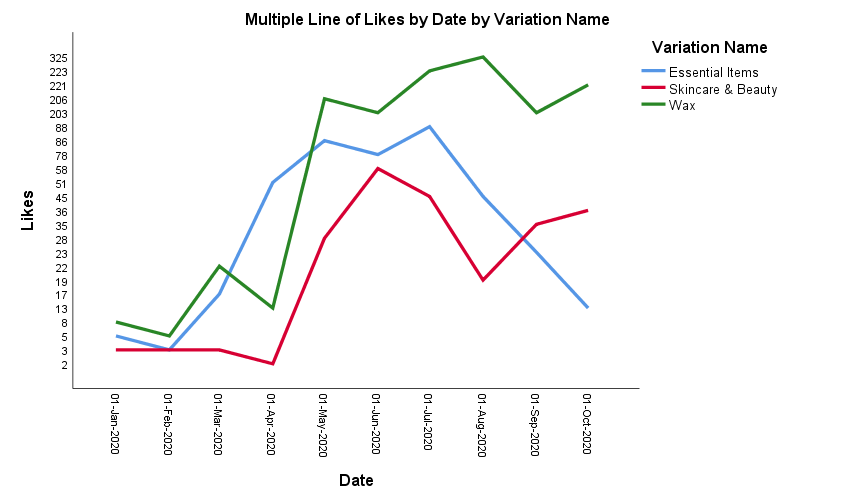 Multiple Line of Likes by Date by Variation Name
Variation Name
Essential Items
Skincare & Beauty
Wax
Likes
325
223
221
206
203
88
86
78
58
51
45
36
35
28
23
22
19
17
13
8
5
3
2
01-Jan-2020
01-Feb-2020
01-Mar-2020
01-Apr-2020
01-May-2020
01-Jun-2020
01-Jul-2020
01-Aug-2020
01-Sep-2020
01-Oct-2020
Date